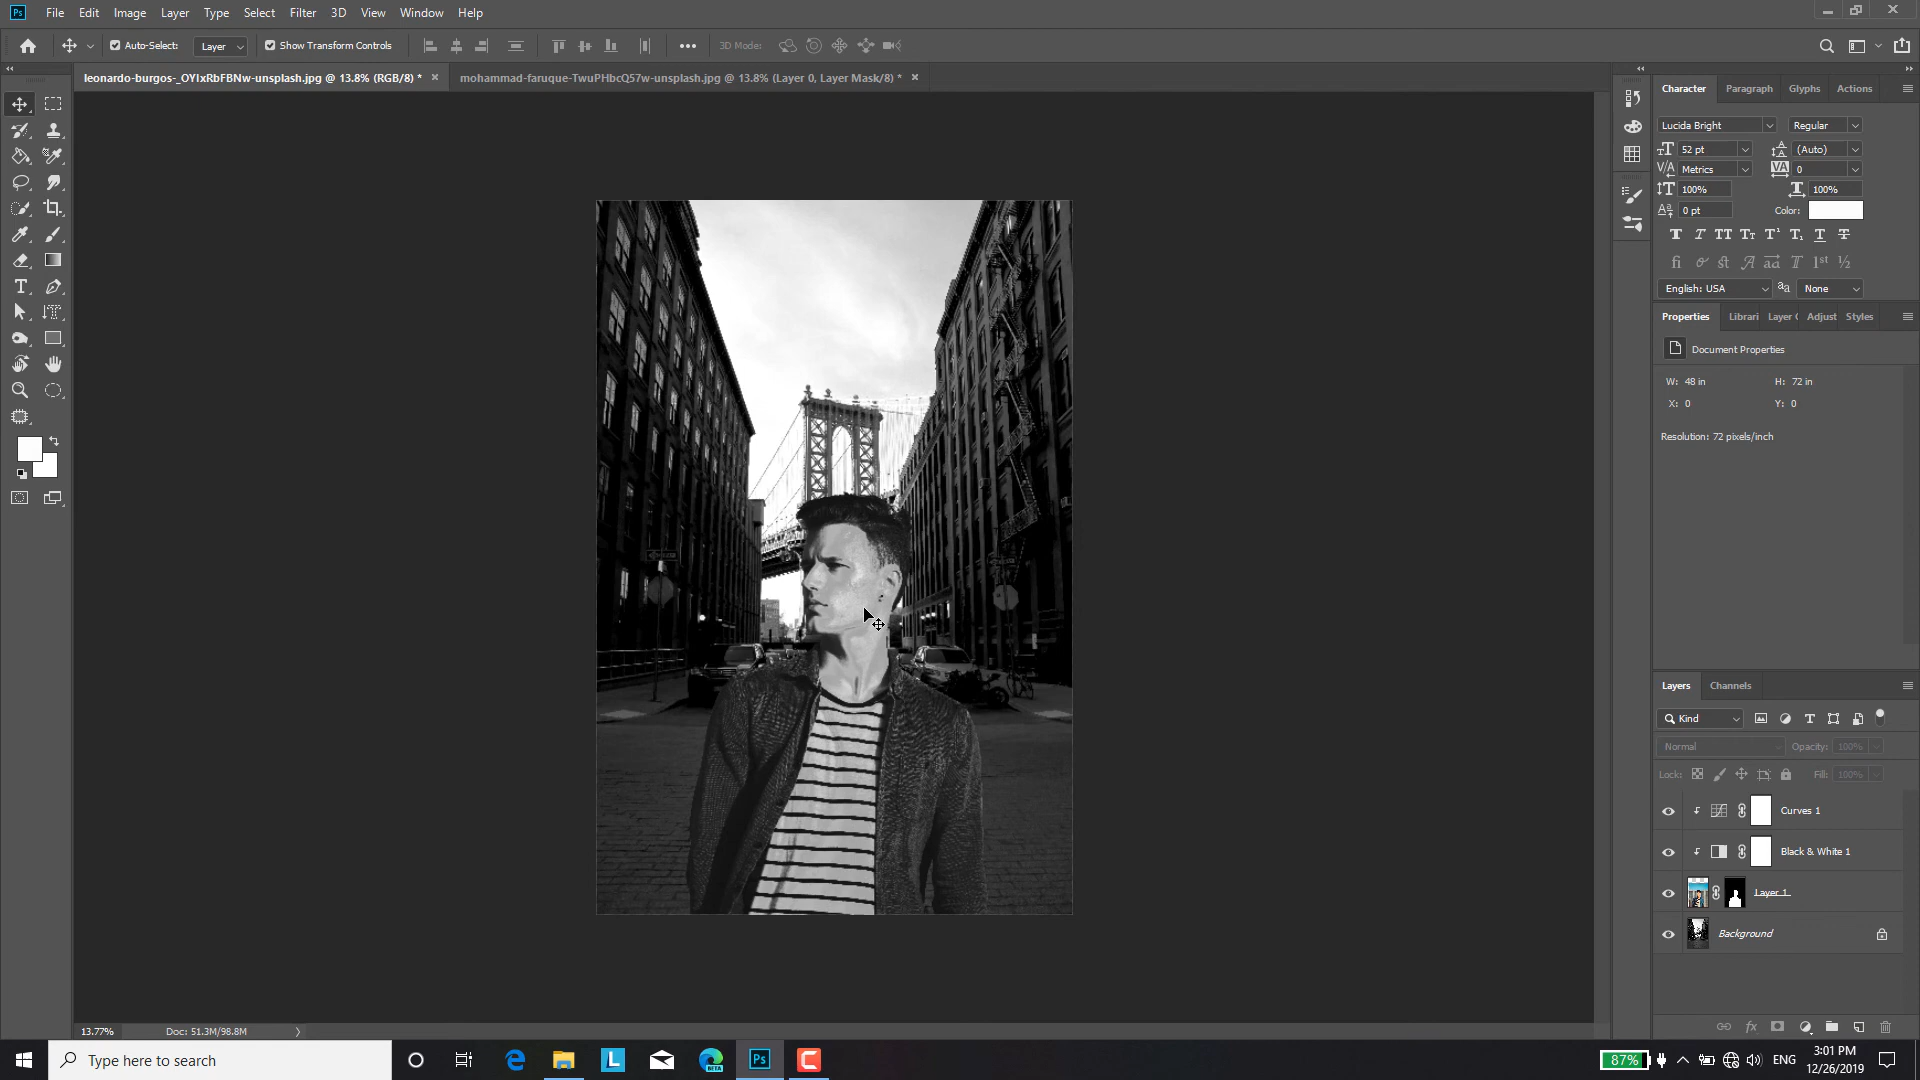 Ps File Edit Image Layer Type Select Filter 3D View Window Help
Auto-Select: Layer Show Transform Controls 3D Mode:
leonardo-burgos-_OYIxRbFBNw-unsplash.jpg @ 13.8% (RGB/8) * mohammad-faruque-TwuPHbcQ57w-unsplash.jpg @ 13.8% (Layer 0, Layer Mask/8) *
Character Paragraph Glyphs Actions
Lucida Bright Regular
52 pt (Auto)
Metrics 0
100% 100%
0 pt Color:
English: USA None
Properties Librari Layer Adjust Styles
Document Properties
W: 48 in H: 72 in
X: 0 Y: 0
Resolution: 72 pixels/inch
Layers Channels
Kind
Normal Opacity: 100%
Lock: Fill: 100%
Curves 1
Black & White 1
Layer 1
Background
13.77% Doc: 51.3M/98.8M
Type here to search
87% ENG 3:01 PM
12/26/2019